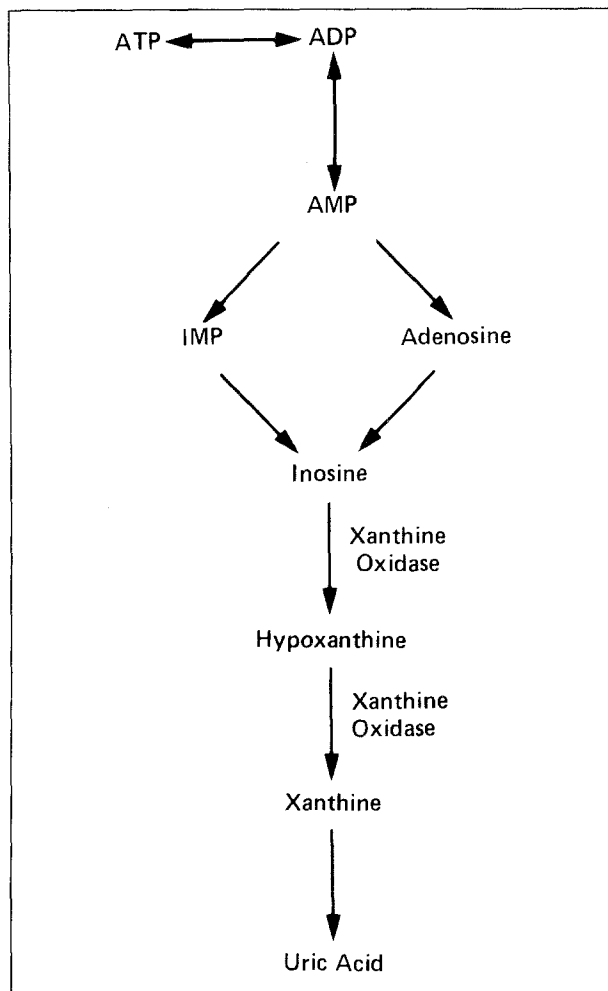 ATP ADP
AMP
IMP Adenosine
Inosine
Xanthine
Oxidase
Hypoxanthine
Xanthine
Oxidase
Xanthine
Uric Acid